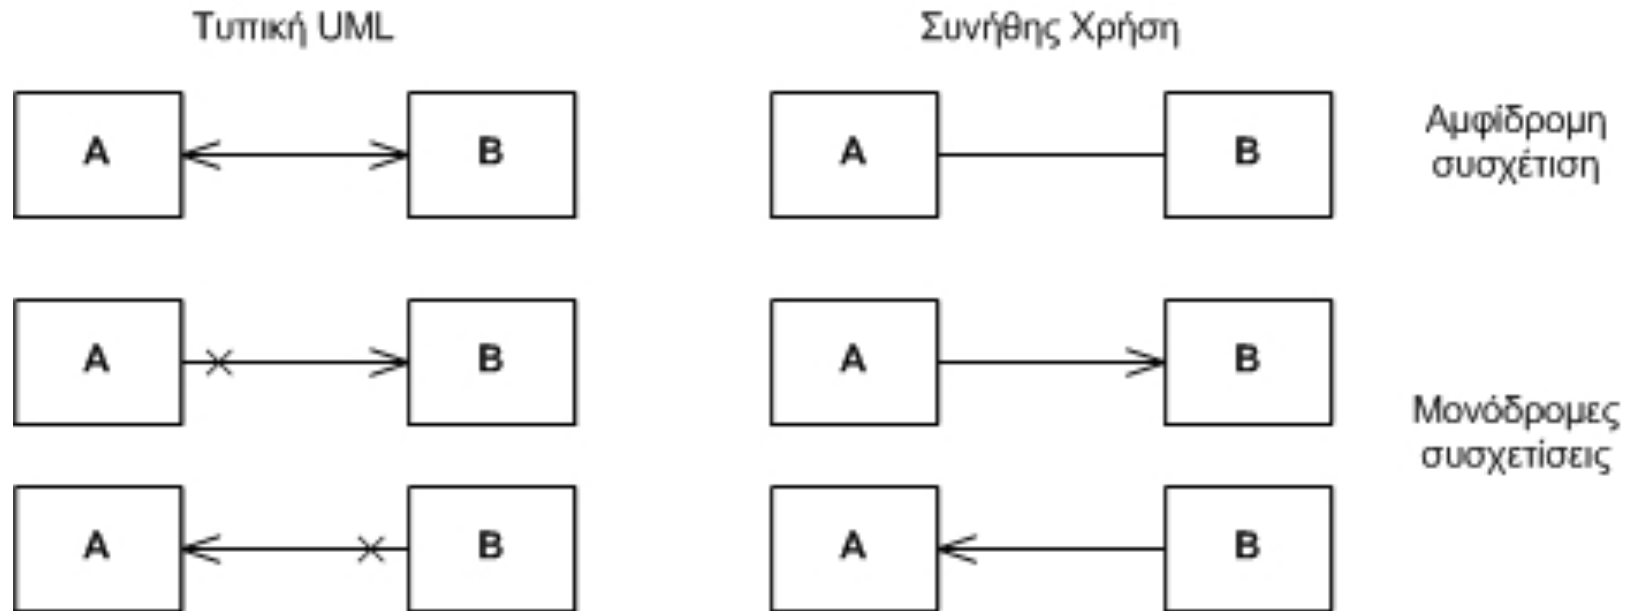 Τυπική UML
Συνήθης Χρήση
A
B
A
B
Αμφίδρομη
συσχέτιση
A
B
A
B
Μονόδρομες
συσχετίσεις
A
B
A
B